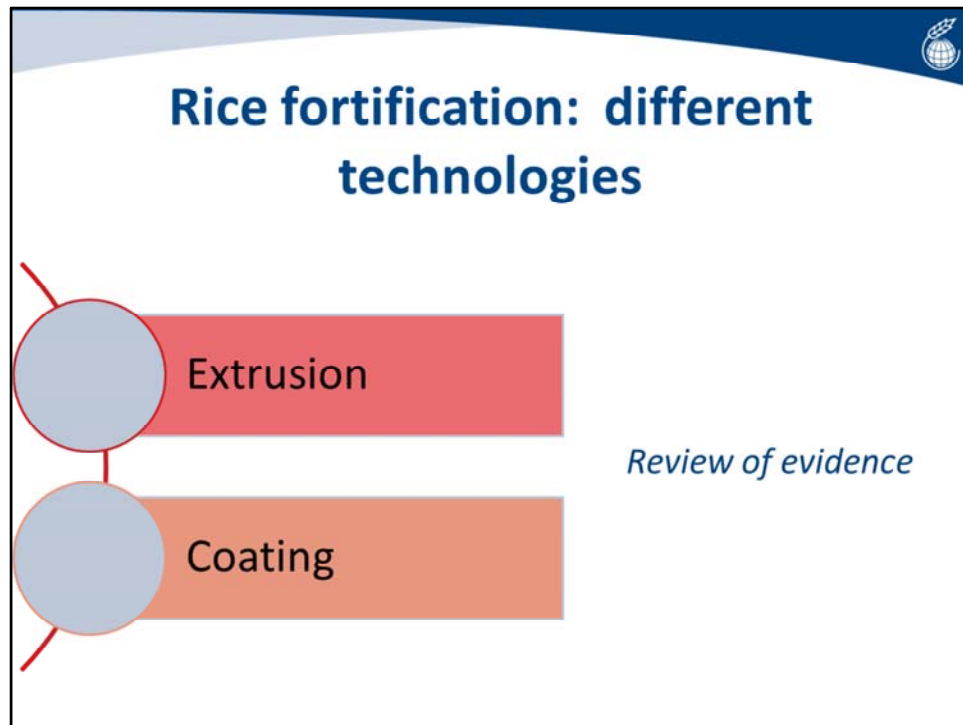 Rice fortification: different
technologies
Extrusion
Review of evidence
Coating